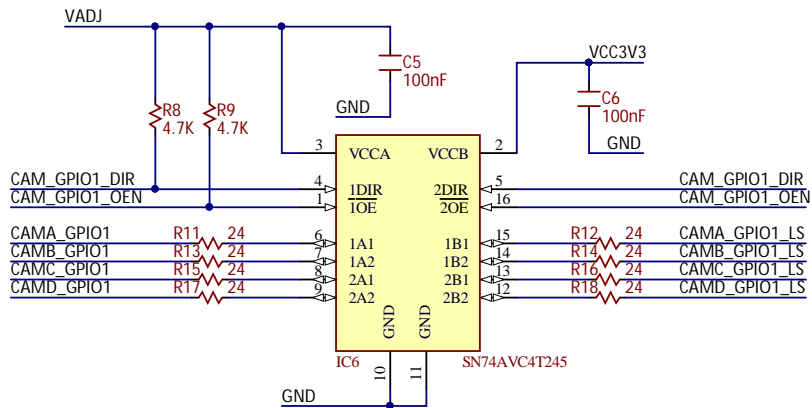 VADJ
C5
100nF
GND
VCC3V3
C6
100nF
GND
R8
4.7K
R9
4.7K
3 VCCA VCCB 2
CAM_GPIO1_DIR 4 1DIR 2DIR 5 CAM_GPIO1_DIR
CAM_GPIO1_OEN 1 1OE 2OE 16 CAM_GPIO1_OEN
CAMA_GPIO1 R11 24 6 1A1 1B1 15 R12 24 CAMA_GPIO1_LS
CAMB_GPIO1 R13 24 7 1A2 1B2 14 R14 24 CAMB_GPIO1_LS
CAMC_GPIO1 R15 24 8 2A1 2B1 13 R16 24 CAMC_GPIO1_LS
CAMD_GPIO1 R17 24 9 2A2 2B2 12 R18 24 CAMD_GPIO1_LS
GND GND
IC6 SN74AVC4T245
10 11
GND